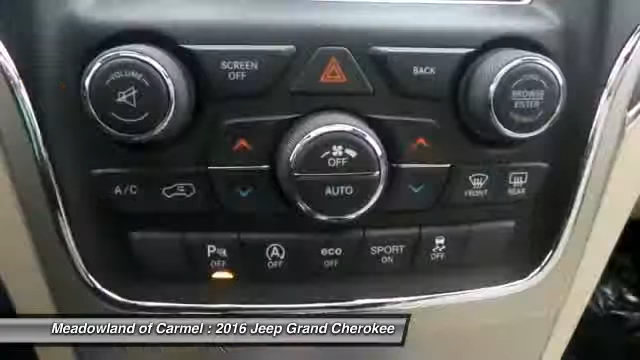 VOLUME
SCREEN
OFF
BACK
BROWSE
ENTER
OFF
AUTO
A/C
FRONT
REAR
P
OFF
A
OFF
eco
OFF
SPORT
ON
OFF
Meadowland of Carmel : 2016 Jeep Grand Cherokee